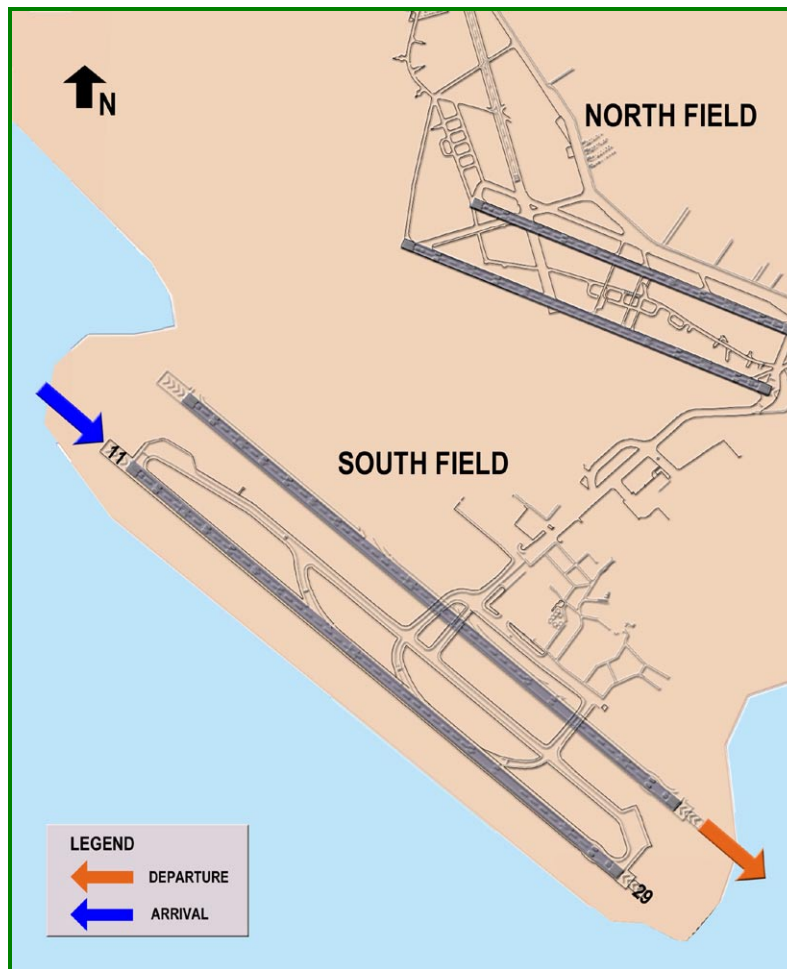 N
NORTH FIELD
11
SOUTH FIELD
29
LEGEND
DEPARTURE
ARRIVAL